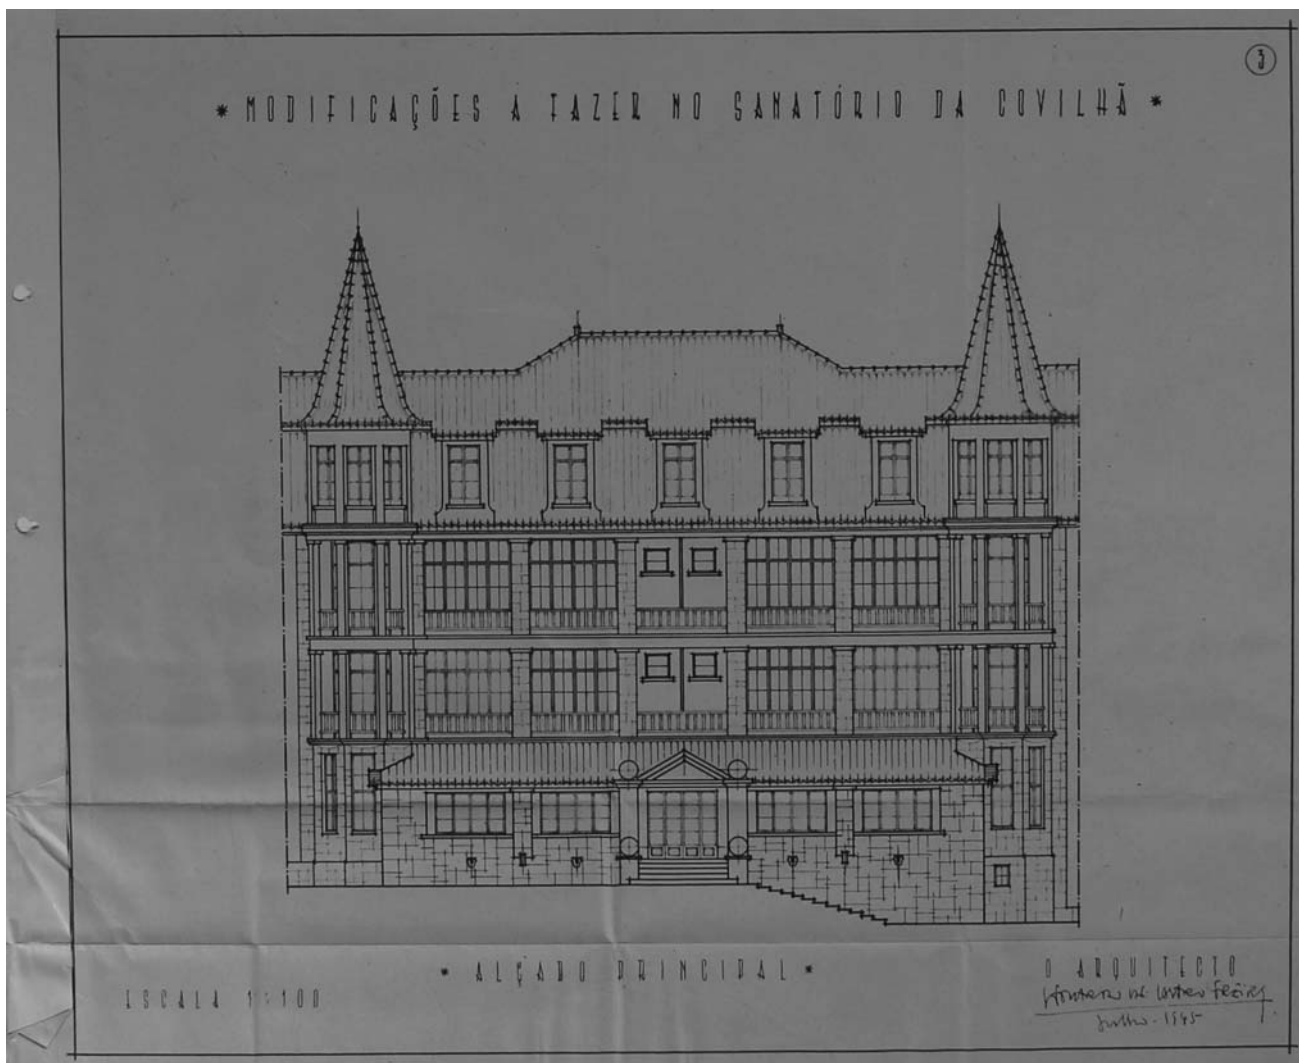 3
* MODIFICAÇÕES A FAZER NO SANATÓRIO DA COVILHÃ *
* ALÇADO PRINCIPAL *
ESCALA 1:100
O ARQUITECTO
Julho - 1945